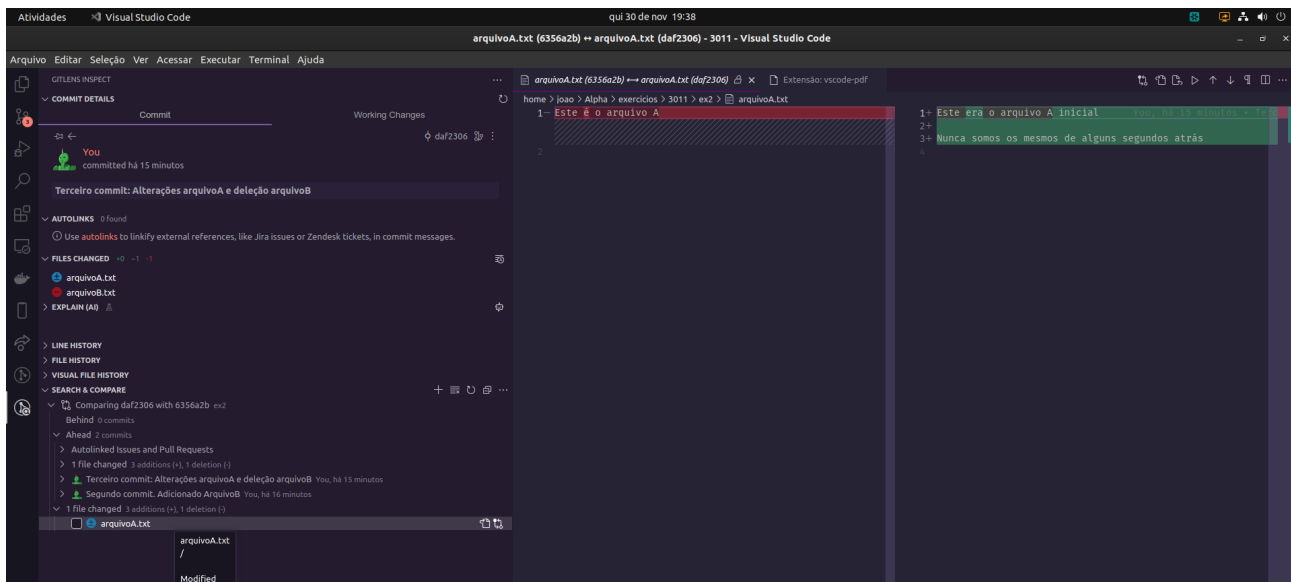 Atividades Visual Studio Code qui 30 de nov 19:38
arquivoA.txt (6356a2b) ↔ arquivoA.txt (daf2306) - 3011 - Visual Studio Code
Arquivo Editar Seleção Ver Acessar Executar Terminal Ajuda
GITLENS INSPECT
COMMIT DETAILS
Commit Working Changes
daf2306
You
committed há 15 minutos
Terceiro commit: Alterações arquivoA e deleção arquivoB
AUTOLINKS 0 found
Use autolinks to linkify external references, like Jira issues or Zendesk tickets, in commit messages.
FILES CHANGED +0 ~1 -1
arquivoA.txt
arquivoB.txt
EXPLAIN (AI)
LINE HISTORY
FILE HISTORY
VISUAL FILE HISTORY
SEARCH & COMPARE
Comparing daf2306 with 6356a2b ex2
Behind 0 commits
Ahead 2 commits
Autolinked Issues and Pull Requests
1 file changed 3 additions (+), 1 deletion (-)
Terceiro commit: Alterações arquivoA e deleção arquivoB You, há 15 minutos
Segundo commit. Adicionado ArquivoB You, há 16 minutos
1 file changed 3 additions (+), 1 deletion (-)
arquivoA.txt
arquivoA.txt
/
Modified
3
arquivoA.txt (6356a2b) ↔ arquivoA.txt (daf2306) Extensão: vscode-pdf
home > joao > Alpha > exercicios > 3011 > ex2 > arquivoA.txt
1- Este é o arquivo A
2
1+ Este era o arquivo A inicial You, há 15 minutos
2+
3+ Nunca somos os mesmos de alguns segundos atrás
4